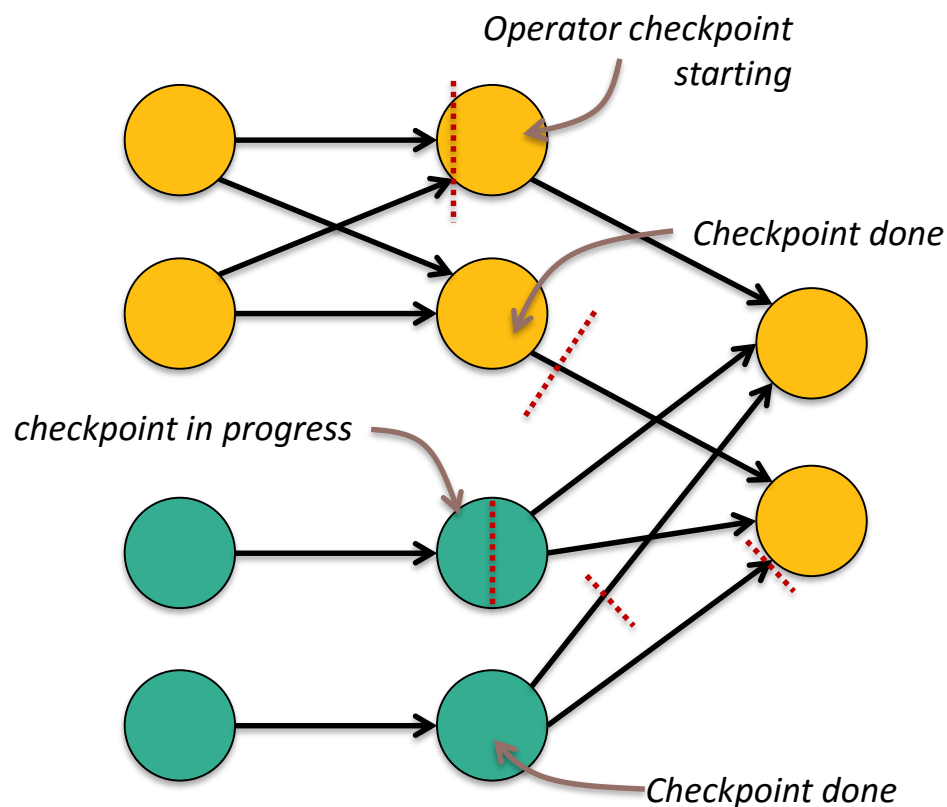 Operator checkpoint
starting
Checkpoint done
checkpoint in progress
Checkpoint done